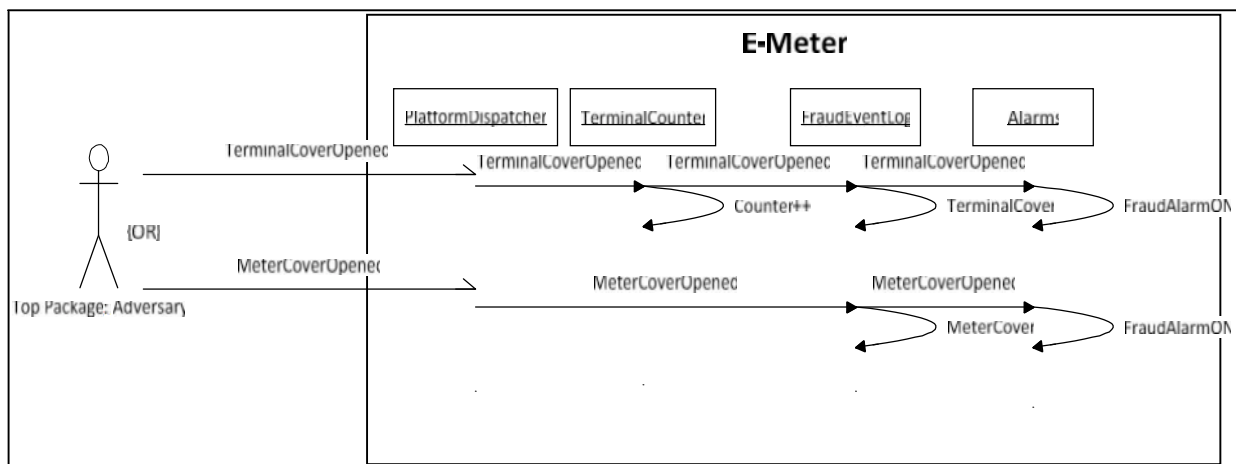 E-Meter
PlatformDispatcher TerminalCounter FraudEventLog Alarms
TerminalCoverOpened
TerminalCoverOpened TerminalCoverOpened TerminalCoverOpened
Counter++ TerminalCover FraudAlarmON
{OR}
MeterCoverOpened
MeterCoverOpened MeterCoverOpened
Top Package: Adversary
MeterCover FraudAlarmON